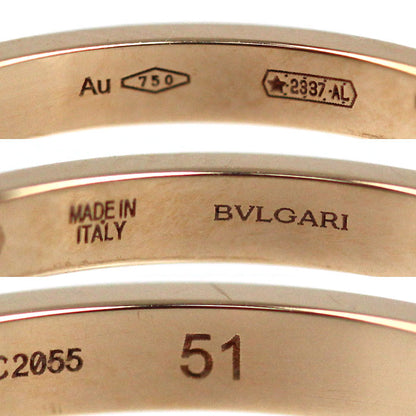 Au 750 ★2337·AL
MADE IN
ITALY
BVLGARI
C2055 51